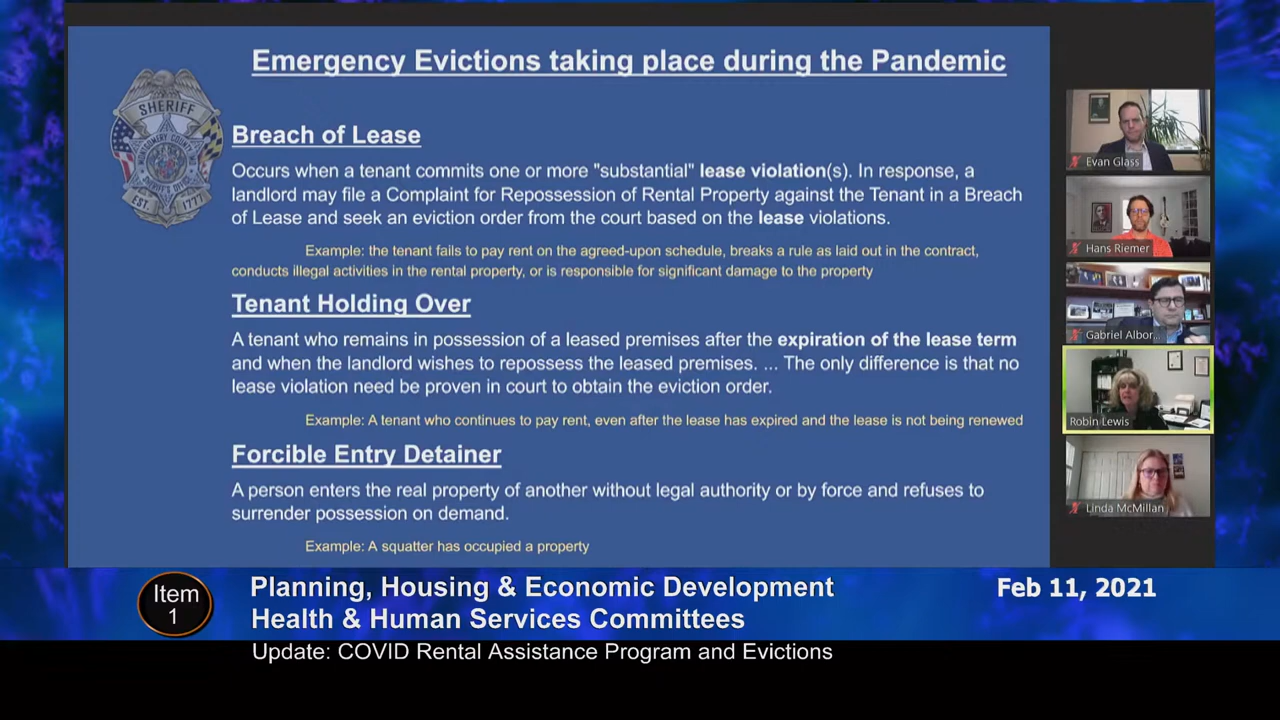 Emergency Evictions taking place during the Pandemic
SHERIFF
EST. 1777
Breach of Lease
Occurs when a tenant commits one or more "substantial" lease violation(s). In response, a
landlord may file a Complaint for Repossession of Rental Property against the Tenant in a Breach
of Lease and seek an eviction order from the court based on the lease violations.
Example: the tenant fails to pay rent on the agreed-upon schedule, breaks a rule as laid out in the contract,
conducts illegal activities in the rental property, or is responsible for significant damage to the property
Tenant Holding Over
A tenant who remains in possession of a leased premises after the expiration of the lease term
and when the landlord wishes to repossess the leased premises. ... The only difference is that no
lease violation need be proven in court to obtain the eviction order.
Example: A tenant who continues to pay rent, even after the lease has expired and the lease is not being renewed
Forcible Entry Detainer
A person enters the real property of another without legal authority or by force and refuses to
surrender possession on demand.
Example: A squatter has occupied a property
Evan Glass
Hans Riemer
Gabriel Albor...
Robin Lewis
Linda McMillan
Item
1
Planning, Housing & Economic Development
Health & Human Services Committees
Feb 11, 2021
Update: COVID Rental Assistance Program and Evictions